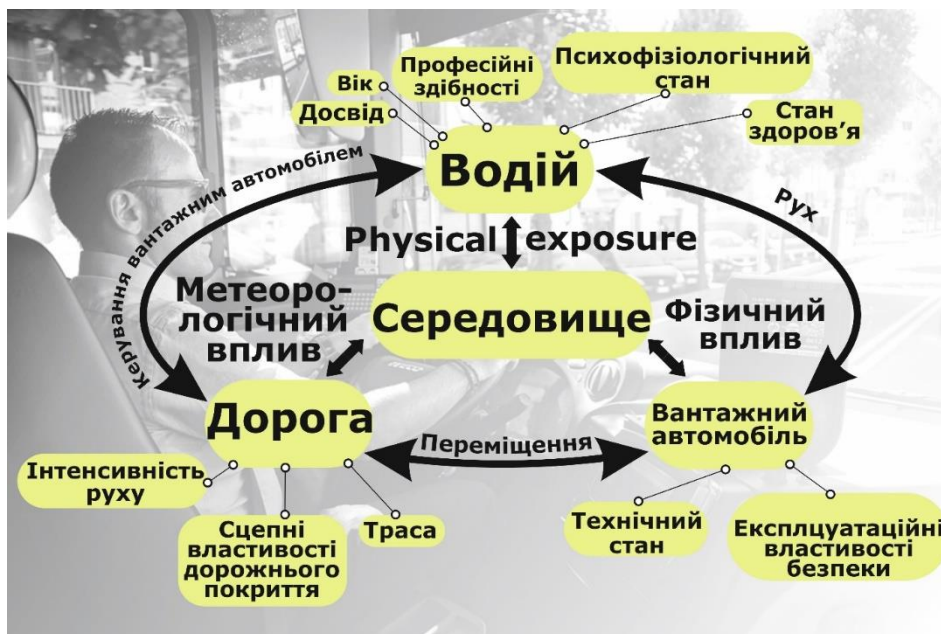 Професійні
здібності
Психофізіологічний
стан
Вік
Досвід
Стан
здоров’я
Водій
Керування вантажним автомобілем
Рух
Physical exposure
Метеоро-
логічний
вплив
Середовище
Фізичний
вплив
Дорога
Переміщення
Вантажний
автомобіль
Інтенсивність
руху
Сцепні
властивості
дорожнього
покриття
Траса
Технічний
стан
Експлцуатаційні
властивості
безпеки